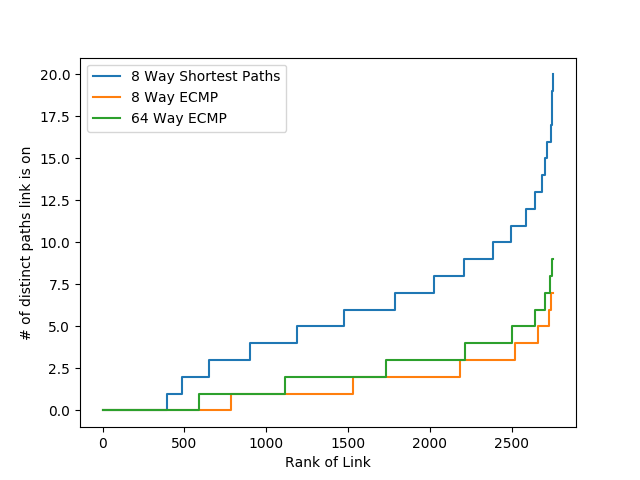 8 Way Shortest Paths
8 Way ECMP
64 Way ECMP
# of distinct paths link is on
20.0
17.5
15.0
12.5
10.0
7.5
5.0
2.5
0.0
0 500 1000 1500 2000 2500
Rank of Link